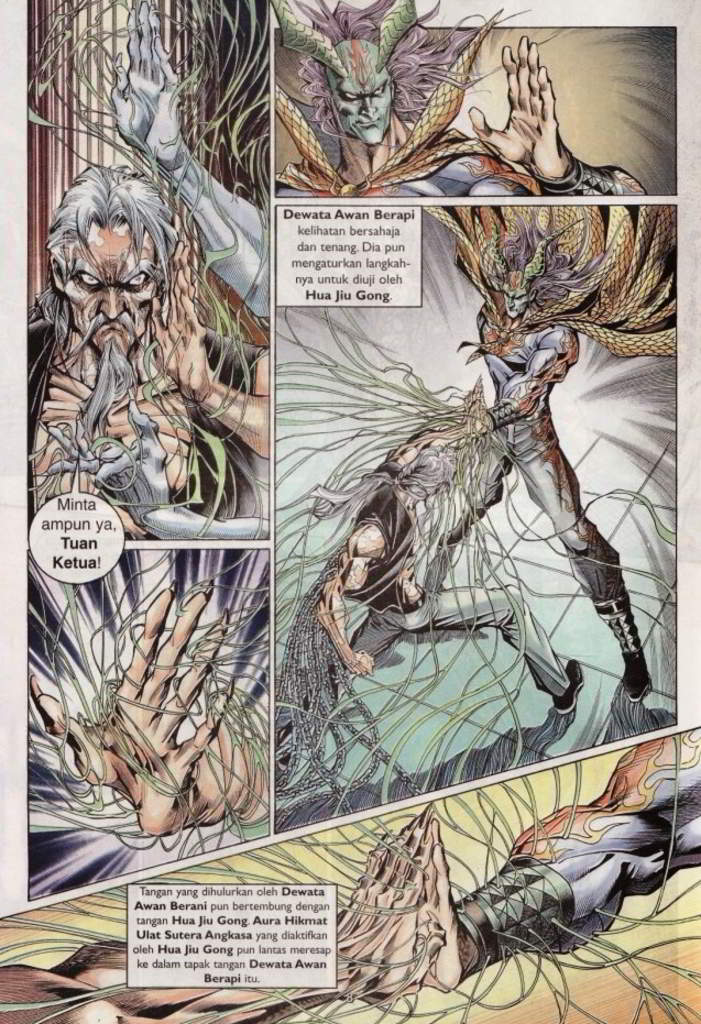 Dewata Awan Berapi
kelihatan bersahaja
dan tenang. Dia pun
mengaturkan langkah-
nya untuk diuji oleh
Hua Jiu Gong.
Minta
ampun ya,
Tuan
Ketua!
Tangan yang dihulurkan oleh Dewata
Awan Berani pun bertembung dengan
tangan Hua Jiu Gong. Aura Hikmat
Ulat Sutera Angkasa yang diaktifkan
oleh Hua Jiu Gong pun lantas meresap
ke dalam tapak tangan Dewata Awan
Berapi itu.